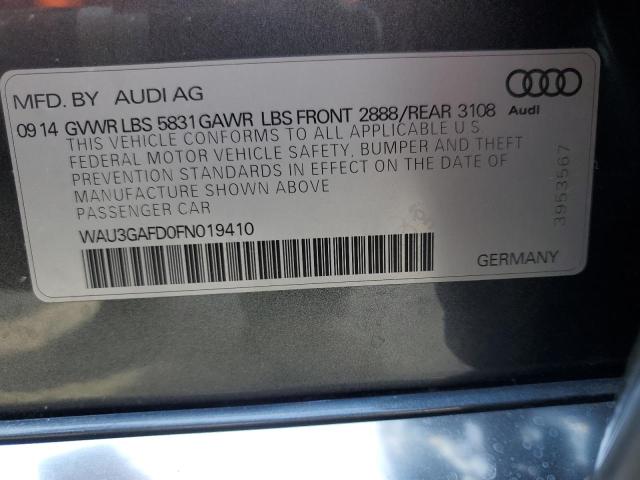 MFD. BY AUDI AG
Audi
09 14 GVWR LBS 5831 GAWR LBS FRONT 2888/REAR 3108
THIS VEHICLE CONFORMS TO ALL APPLICABLE U S
FEDERAL MOTOR VEHICLE SAFETY, BUMPER AND THEFT
PREVENTION STANDARDS IN EFFECT ON THE DATE OF
MANUFACTURE SHOWN ABOVE
PASSENGER CAR
WAU3GAFD0FN019410
GERMANY
3953567